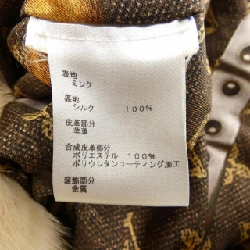 表地
ミンク
裏地
シルク 100%
皮革部分
羊革
合成皮革部分
ポリエステル 100%
ポリウレタンコーティング加工
装飾部分
金属